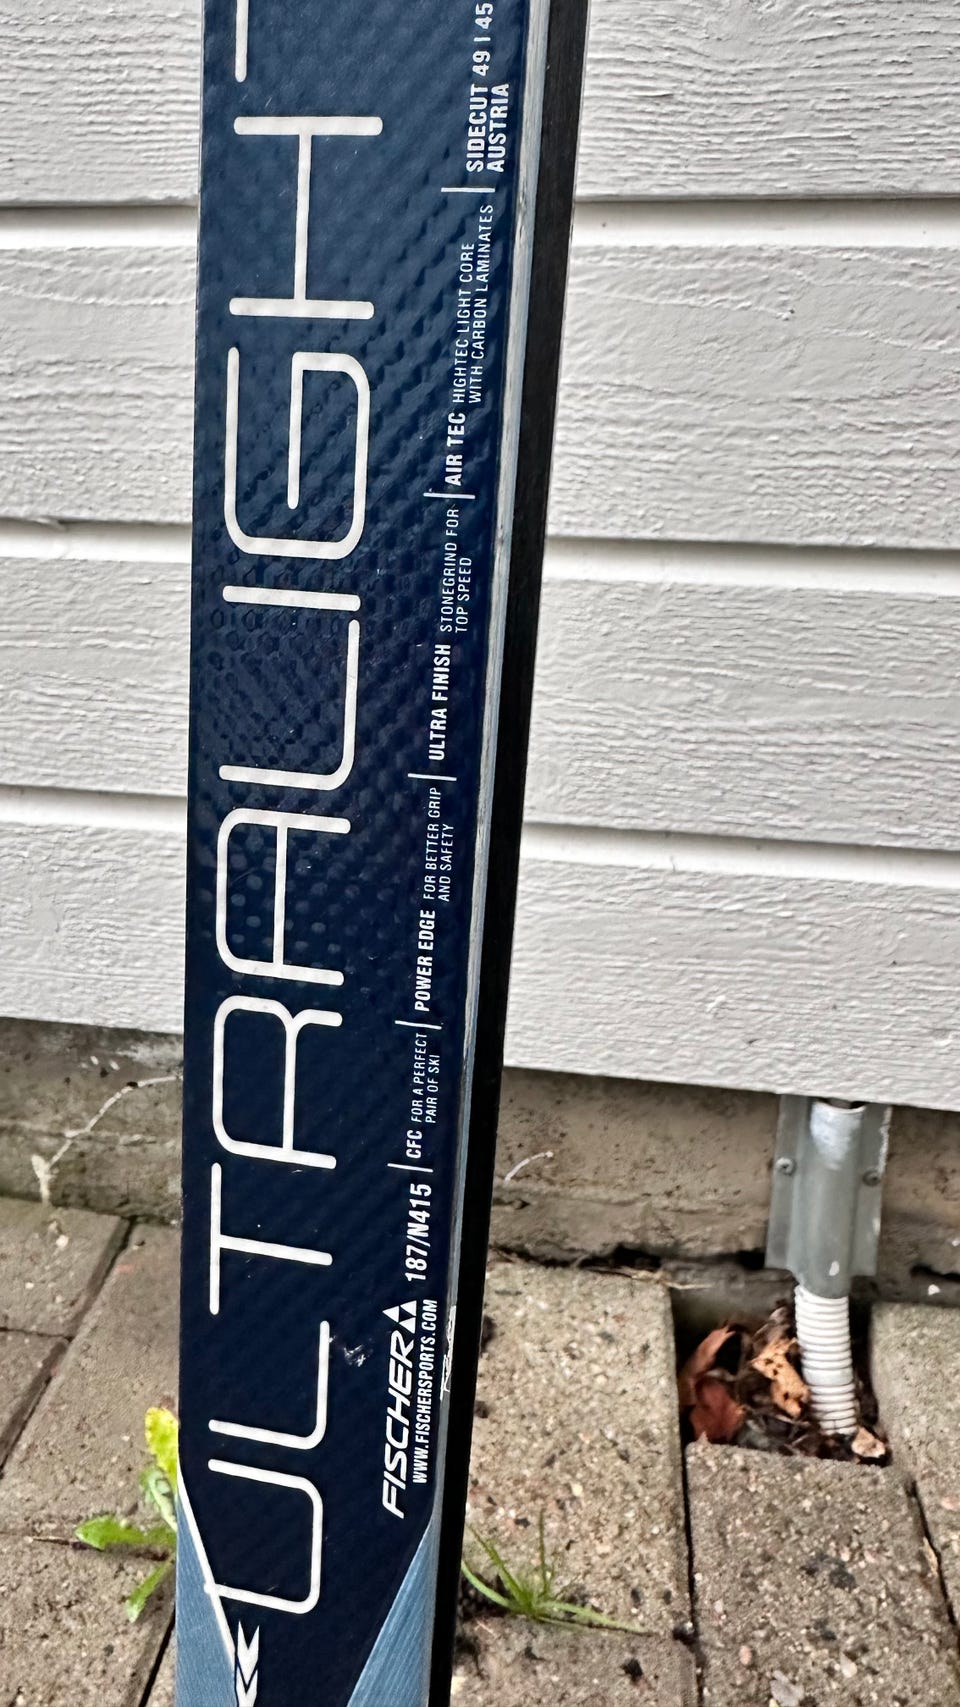 ULTRALIGHT
FISCHER
WWW.FISCHERSPORTS.COM
187/N415
CFC FOR A PERFECT
PAIR OF SKI
POWER EDGE FOR BETTER GRIP
AND SAFETY
ULTRA FINISH STONEGRIND FOR
TOP SPEED
AIR TEC HIGHTEC LIGHT CORE
WITH CARBON LAMINATES
SIDECUT 49 I 45
AUSTRIA